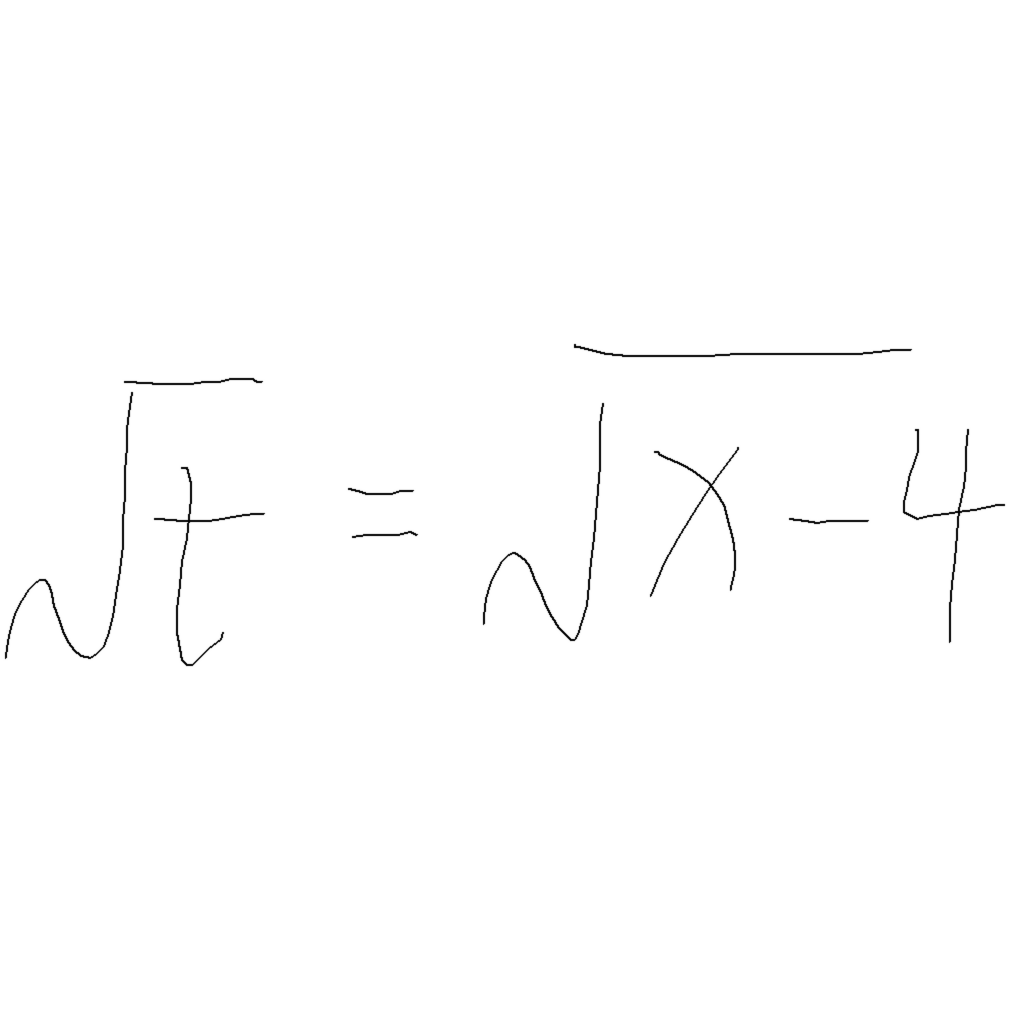 √t = √x-4